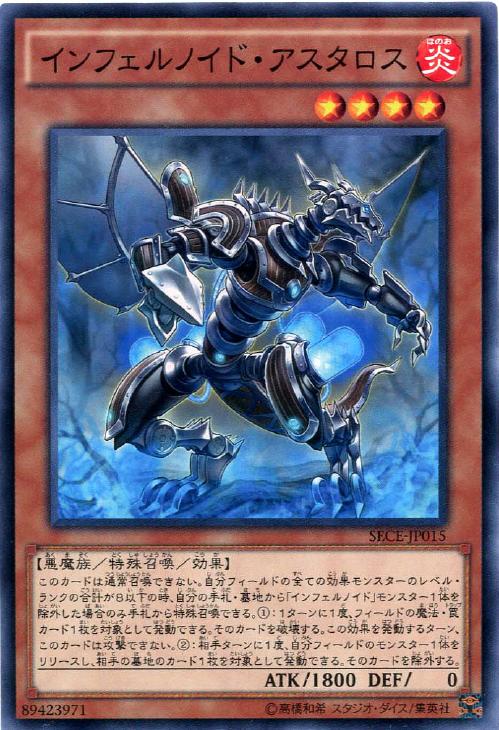 インフェルノイド・アスタロス
ほのお
炎
SECE-JP015
【悪魔族／特殊召喚／効果】
このカードは通常召喚できない。自分フィールドの全ての効果モンスターのレベル・
ランクの合計が８以下の時、自分の手札・墓地から「インフェルノイド」モンスター１体を
除外した場合のみ手札から特殊召喚できる。①：１ターンに１度、フィールドの魔法・罠
カード１枚を対象として発動できる。そのカードを破壊する。この効果を発動するターン、
このカードは攻撃できない。②：相手ターンに１度、自分フィールドのモンスター１体を
リリースし、相手の墓地のカード１枚を対象として発動できる。そのカードを除外する。
ATK/1800 DEF/ 0
89423971
©高橋和希 スタジオ・ダイス/集英社